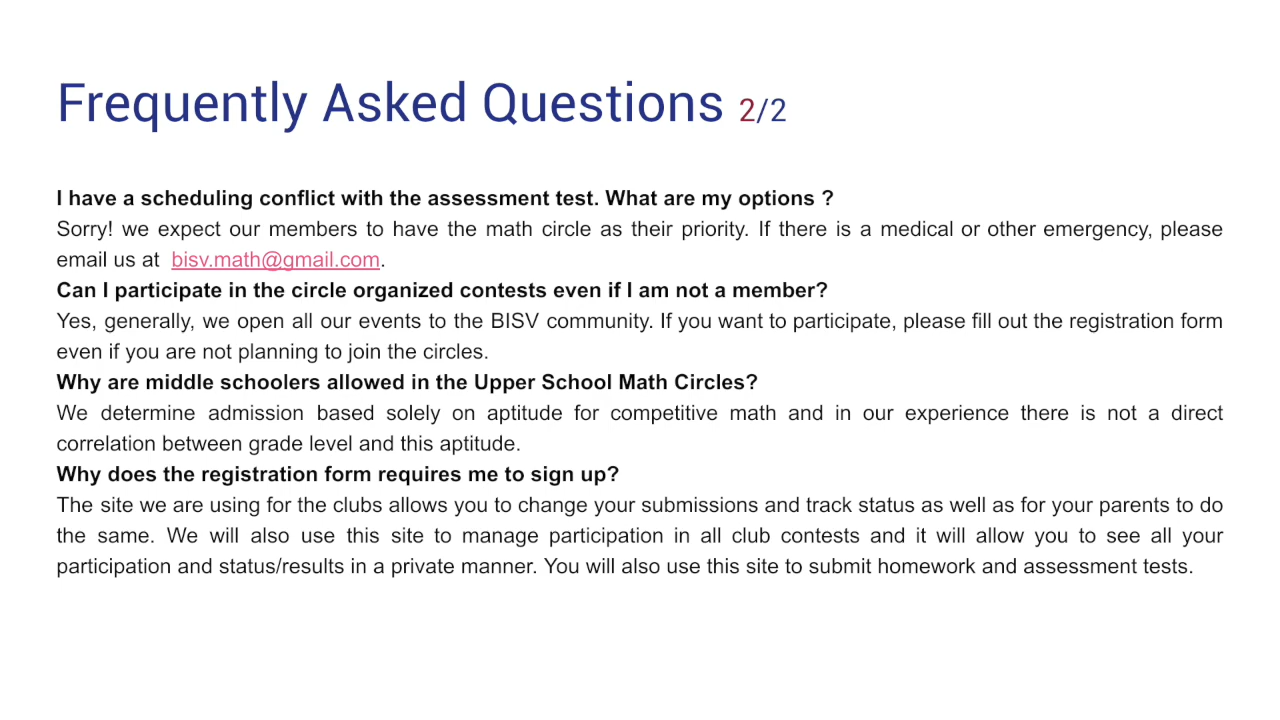 Frequently Asked Questions 2/2
I have a scheduling conflict with the assessment test. What are my options ?
Sorry! we expect our members to have the math circle as their priority. If there is a medical or other emergency, please
email us at bisv.math@gmail.com.
Can I participate in the circle organized contests even if I am not a member?
Yes, generally, we open all our events to the BISV community. If you want to participate, please fill out the registration form
even if you are not planning to join the circles.
Why are middle schoolers allowed in the Upper School Math Circles?
We determine admission based solely on aptitude for competitive math and in our experience there is not a direct
correlation between grade level and this aptitude.
Why does the registration form requires me to sign up?
The site we are using for the clubs allows you to change your submissions and track status as well as for your parents to do
the same. We will also use this site to manage participation in all club contests and it will allow you to see all your
participation and status/results in a private manner. You will also use this site to submit homework and assessment tests.